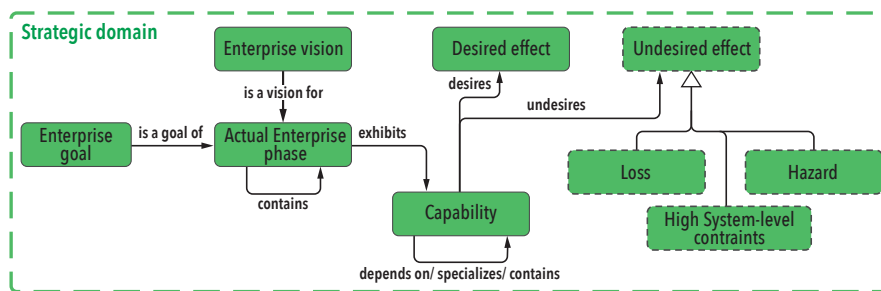 Strategic domain
Enterprise vision
Desired effect
Undesired effect
desires
is a vision for
undesires
Enterprise
goal
is a goal of
Actual Enterprise
phase
exhibits
Loss
Hazard
contains
Capability
High System-level
contraints
depends on/ specializes/ contains